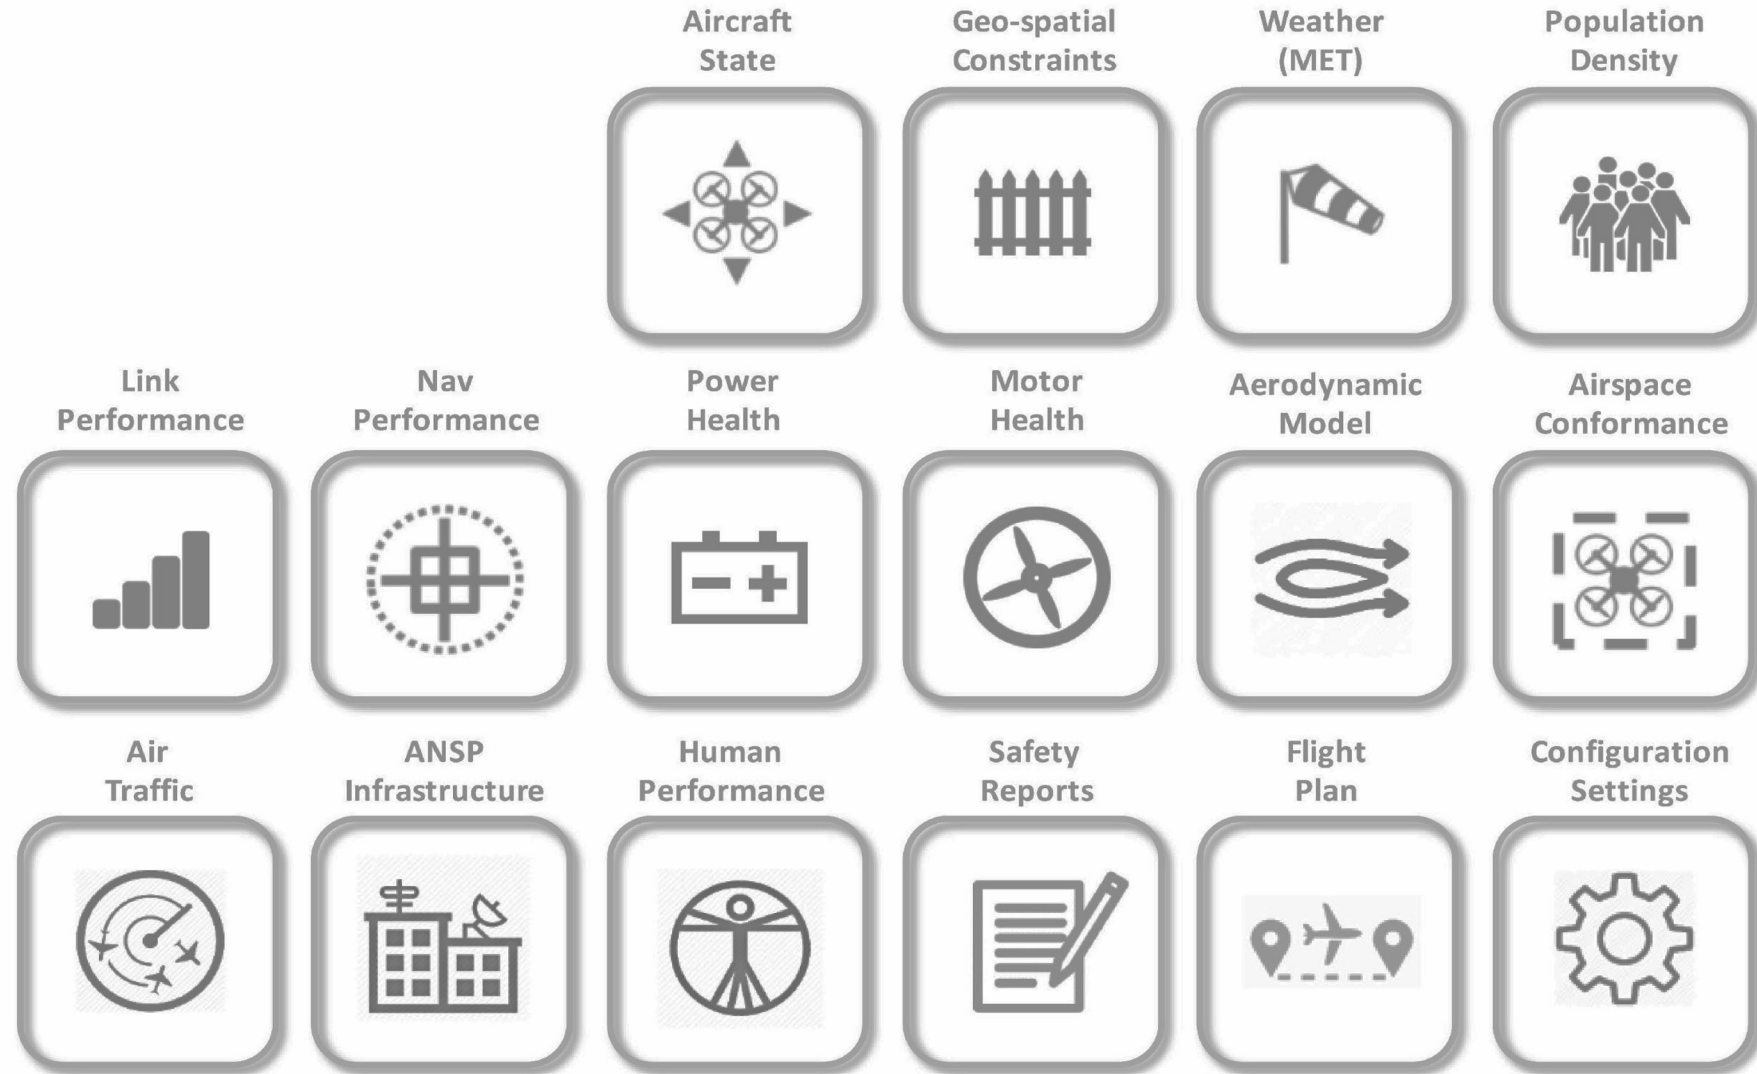 Aircraft
State
Geo-spatial
Constraints
Weather
(MET)
Population
Density
Link
Performance
Nav
Performance
Power
Health
Motor
Health
Aerodynamic
Model
Airspace
Conformance
Air
Traffic
ANSP
Infrastructure
Human
Performance
Safety
Reports
Flight
Plan
Configuration
Settings